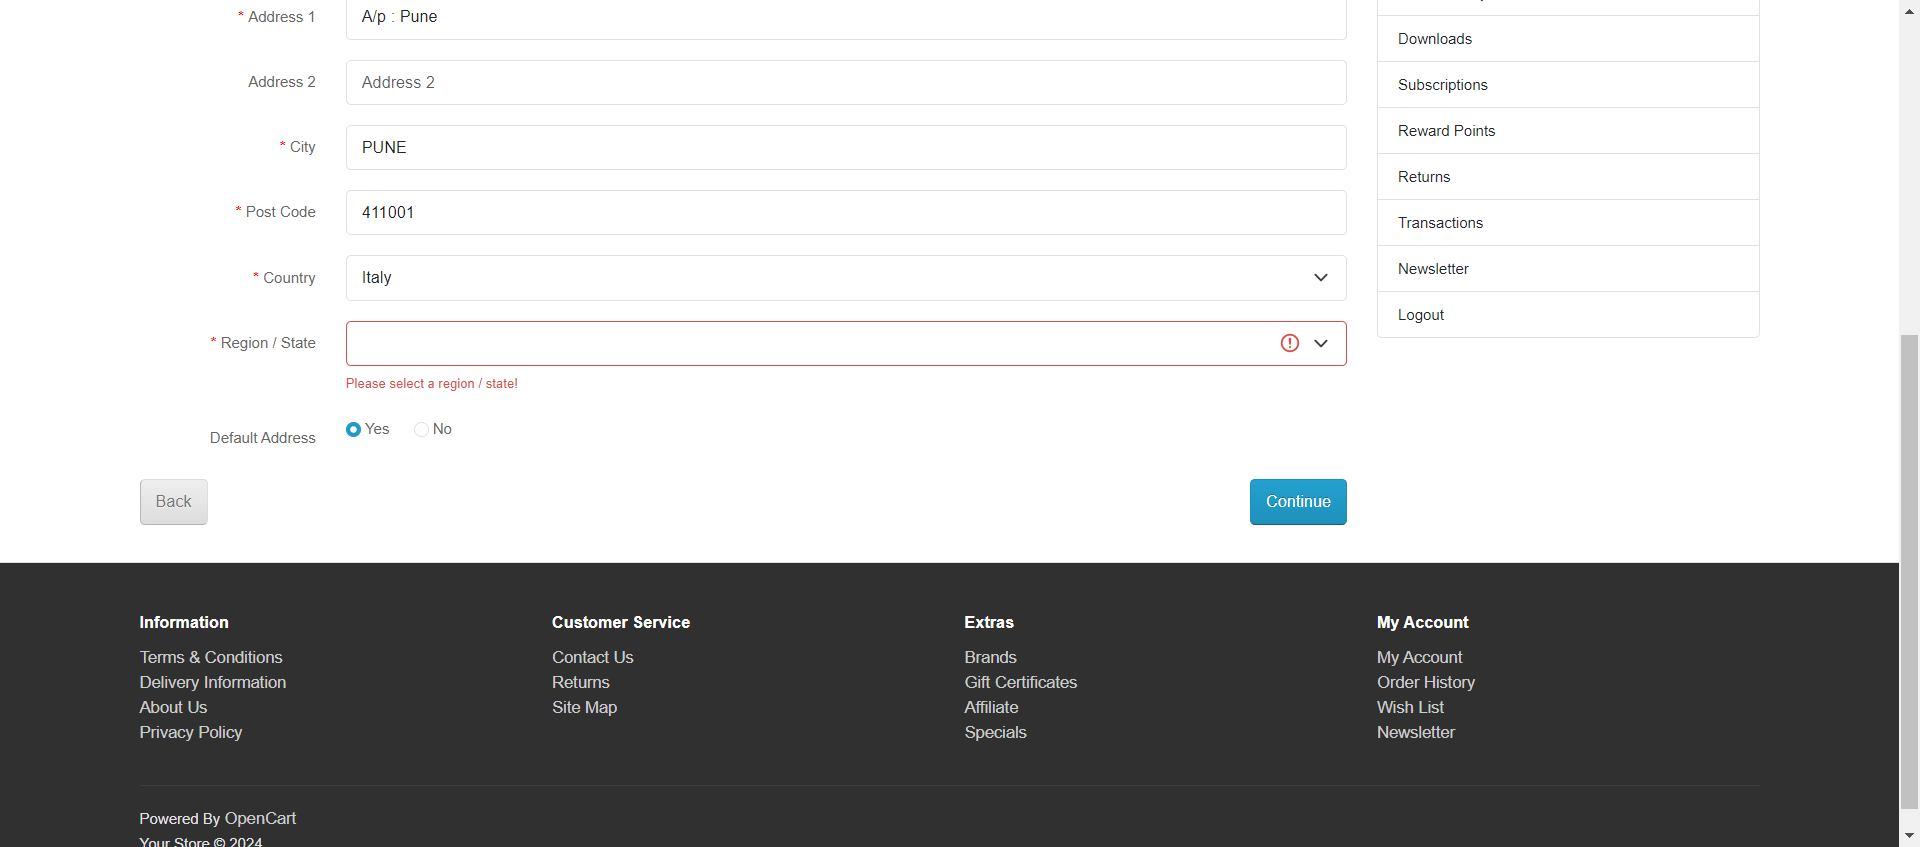 * Address 1
A/p : Pune
Address 2
Address 2
* City
PUNE
* Post Code
411001
* Country
Italy
* Region / State
Please select a region / state!
Default Address
Yes
No
Back
Continue
Downloads
Subscriptions
Reward Points
Returns
Transactions
Newsletter
Logout
Information
Terms & Conditions
Delivery Information
About Us
Privacy Policy
Customer Service
Contact Us
Returns
Site Map
Extras
Brands
Gift Certificates
Affiliate
Specials
My Account
My Account
Order History
Wish List
Newsletter
Powered By OpenCart
Your Store © 2024